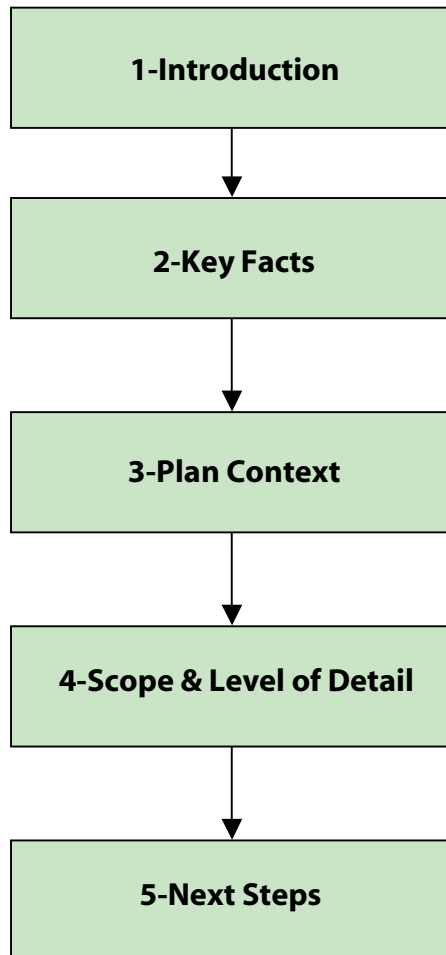 1-Introduction
2-Key Facts
3-Plan Context
4-Scope & Level of Detail
5-Next Steps